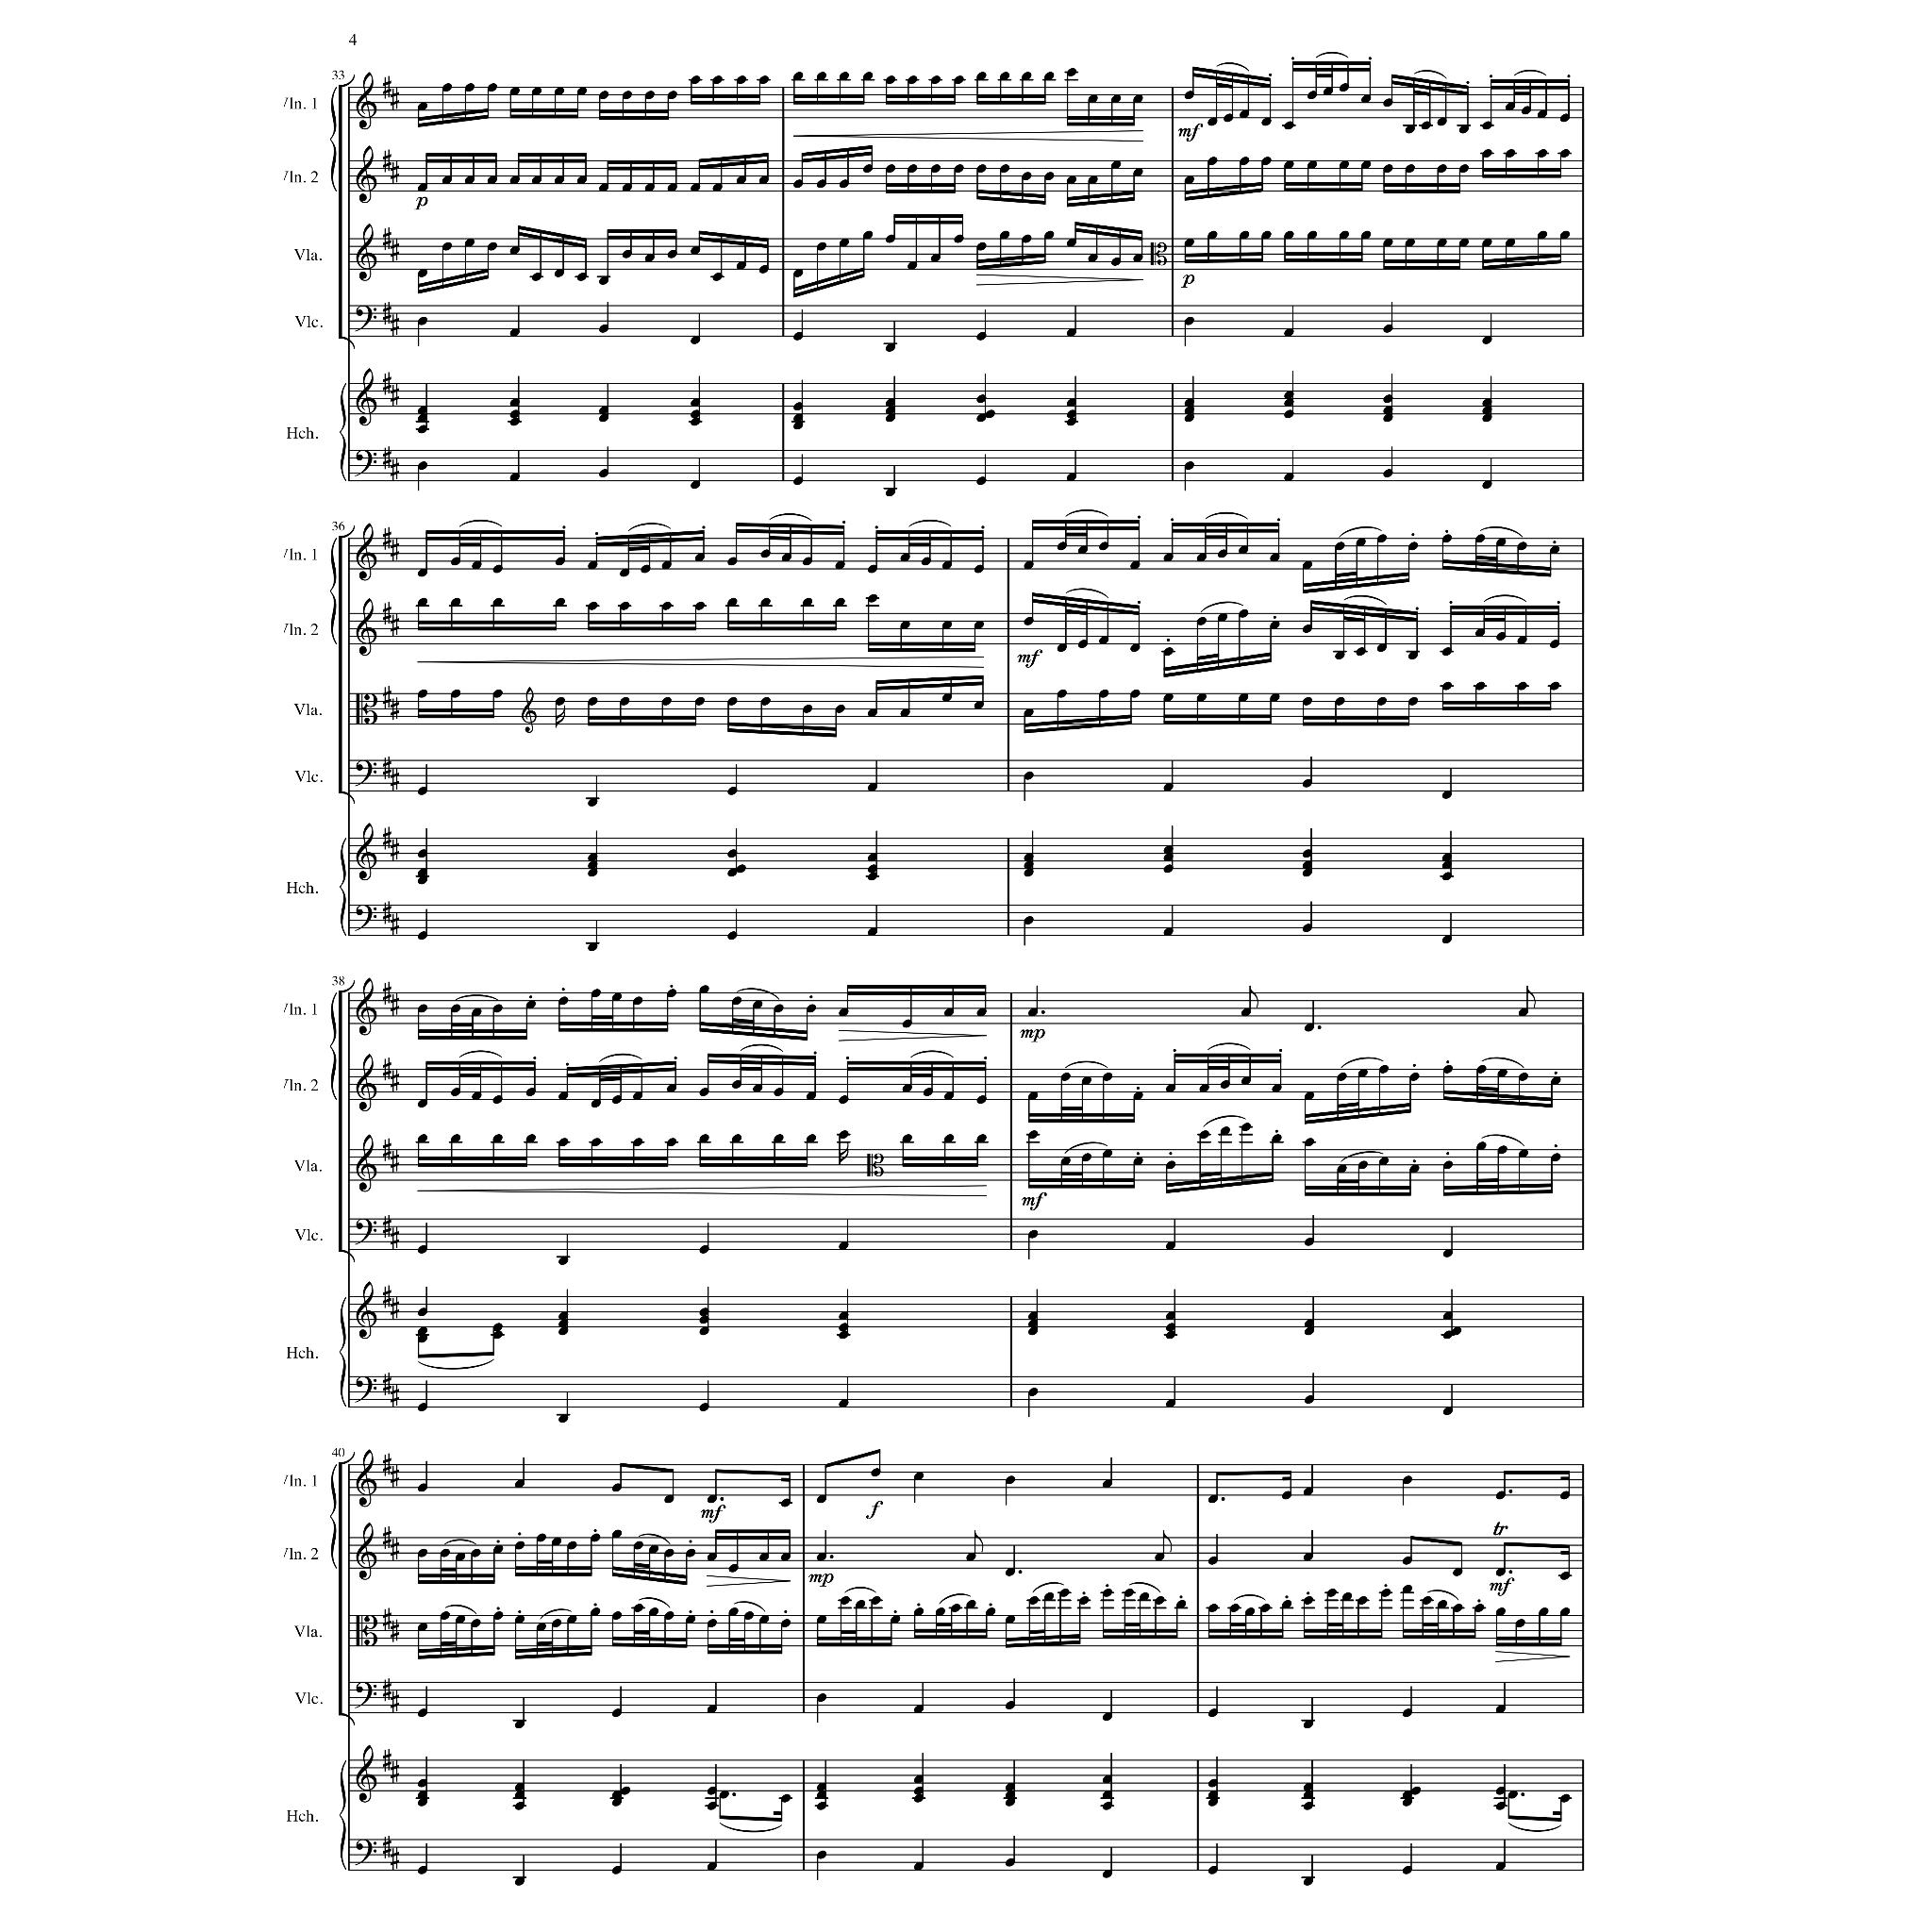 4
33
Vln. 1
mf
Vln. 2
p
Vla.
p
Vlc.
Hch.
36
Vln. 1
Vln. 2
mf
Vla.
Vlc.
Hch.
38
Vln. 1
mp
Vln. 2
Vla.
mf
Vlc.
Hch.
40
Vln. 1
mf
f
Vln. 2
mp
tr
mf
Vla.
Vlc.
Hch.